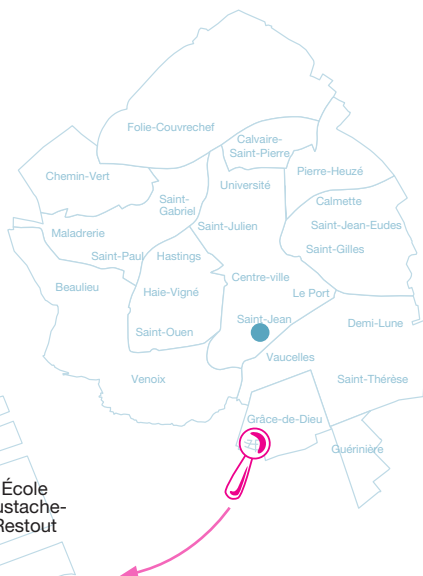 Folie-Couvrechef
Calvaire-
Saint-Pierre
Chemin-Vert
Pierre-Heuzé
Université
Saint-
Gabriel
Calmette
Maladrerie
Saint-Julien
Saint-Jean-Eudes
Saint-Gilles
Saint-Paul
Hastings
Beaulieu
Haie-Vigné
Centre-ville
Le Port
Saint-Jean
Demi-Lune
Saint-Ouen
Vaucelles
Venoix
Saint-Thérèse
Grâce-de-Dieu
Guérinière
École
ustache-
Restout